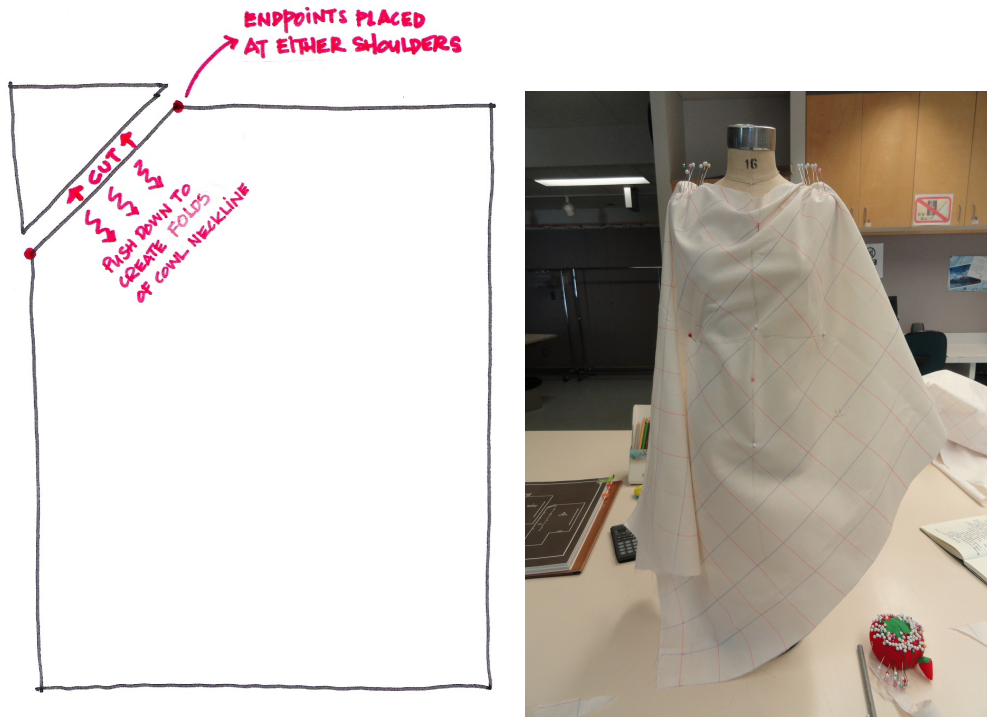 ENDPOINTS PLACED
AT EITHER SHOULDERS
CUT
PUSH DOWN TO
CREATE FOLDS
OF COWL NECKLINE
16